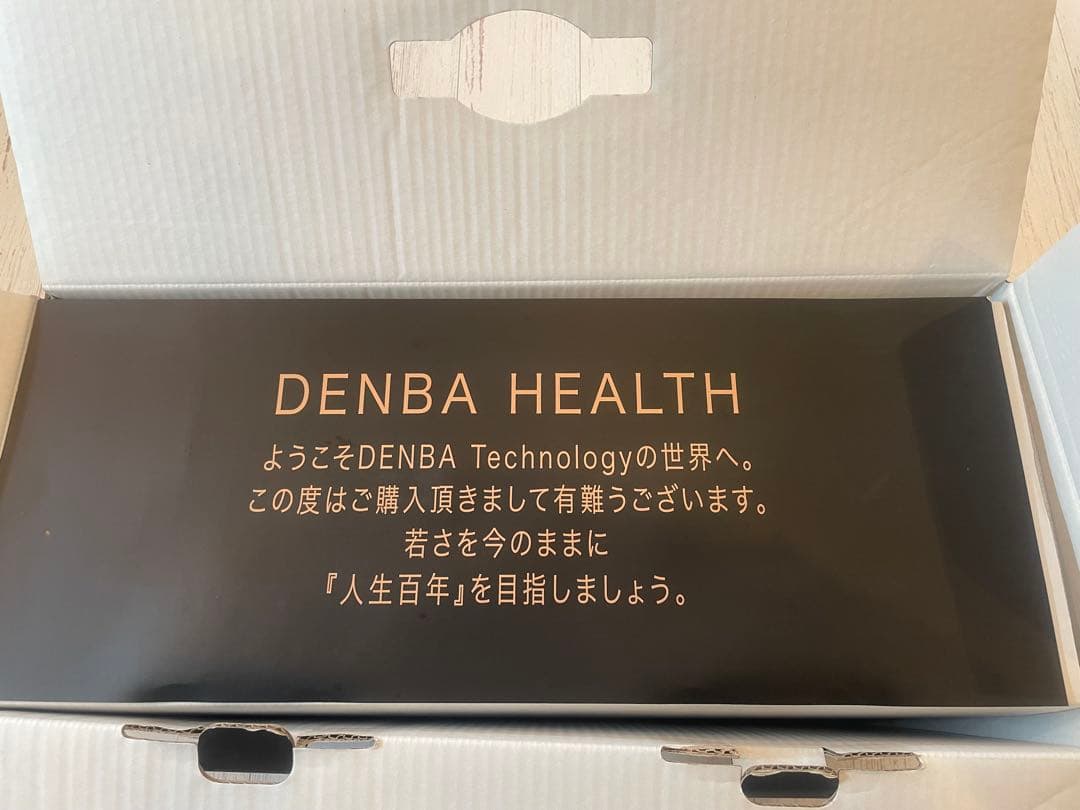 DENBA HEALTH
ようこそDENBA Technologyの世界へ。
この度はご購入頂きまして有難うございます。
若さを今のままに
『人生百年』を目指しましょう。